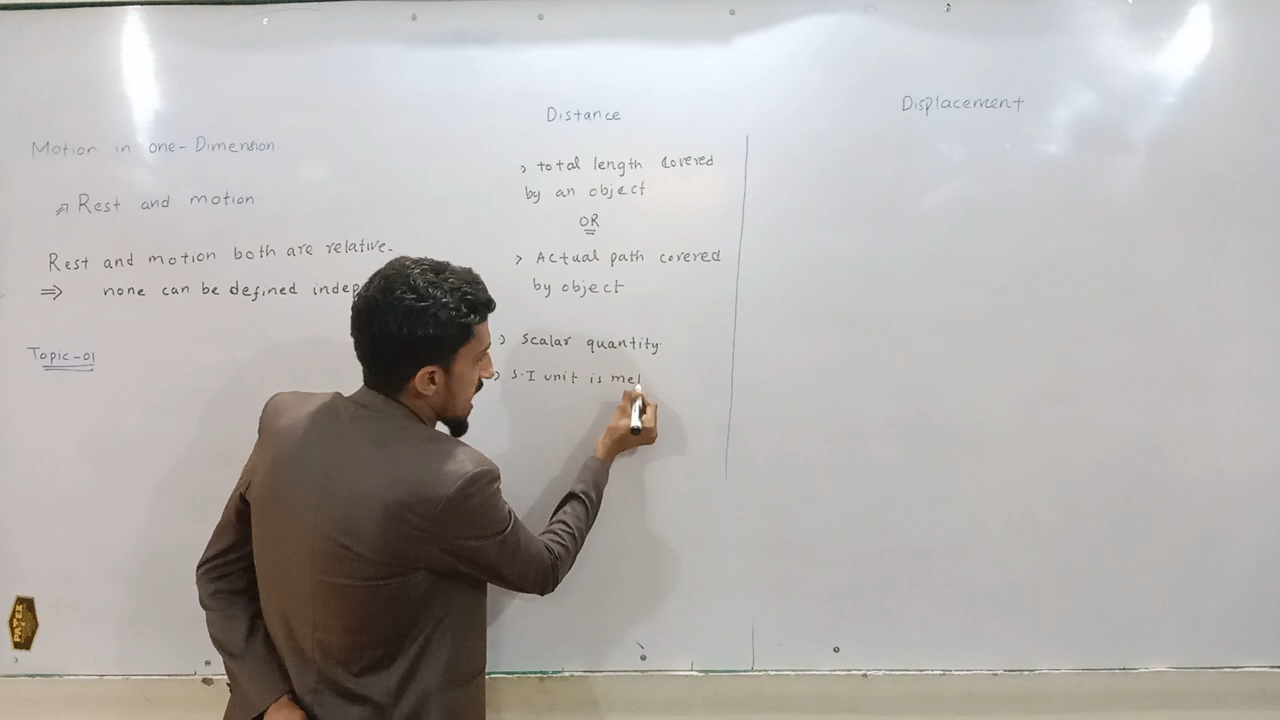 Motion in one-Dimension
⇒ Rest and motion
Rest and motion both are relative.
⇒ none can be defined indep
Topic-01
Distance
› total length covered
by an object
OR
› Actual path covered
by object
› Scalar quantity.
› S.I unit is met
Displacement
PATEX